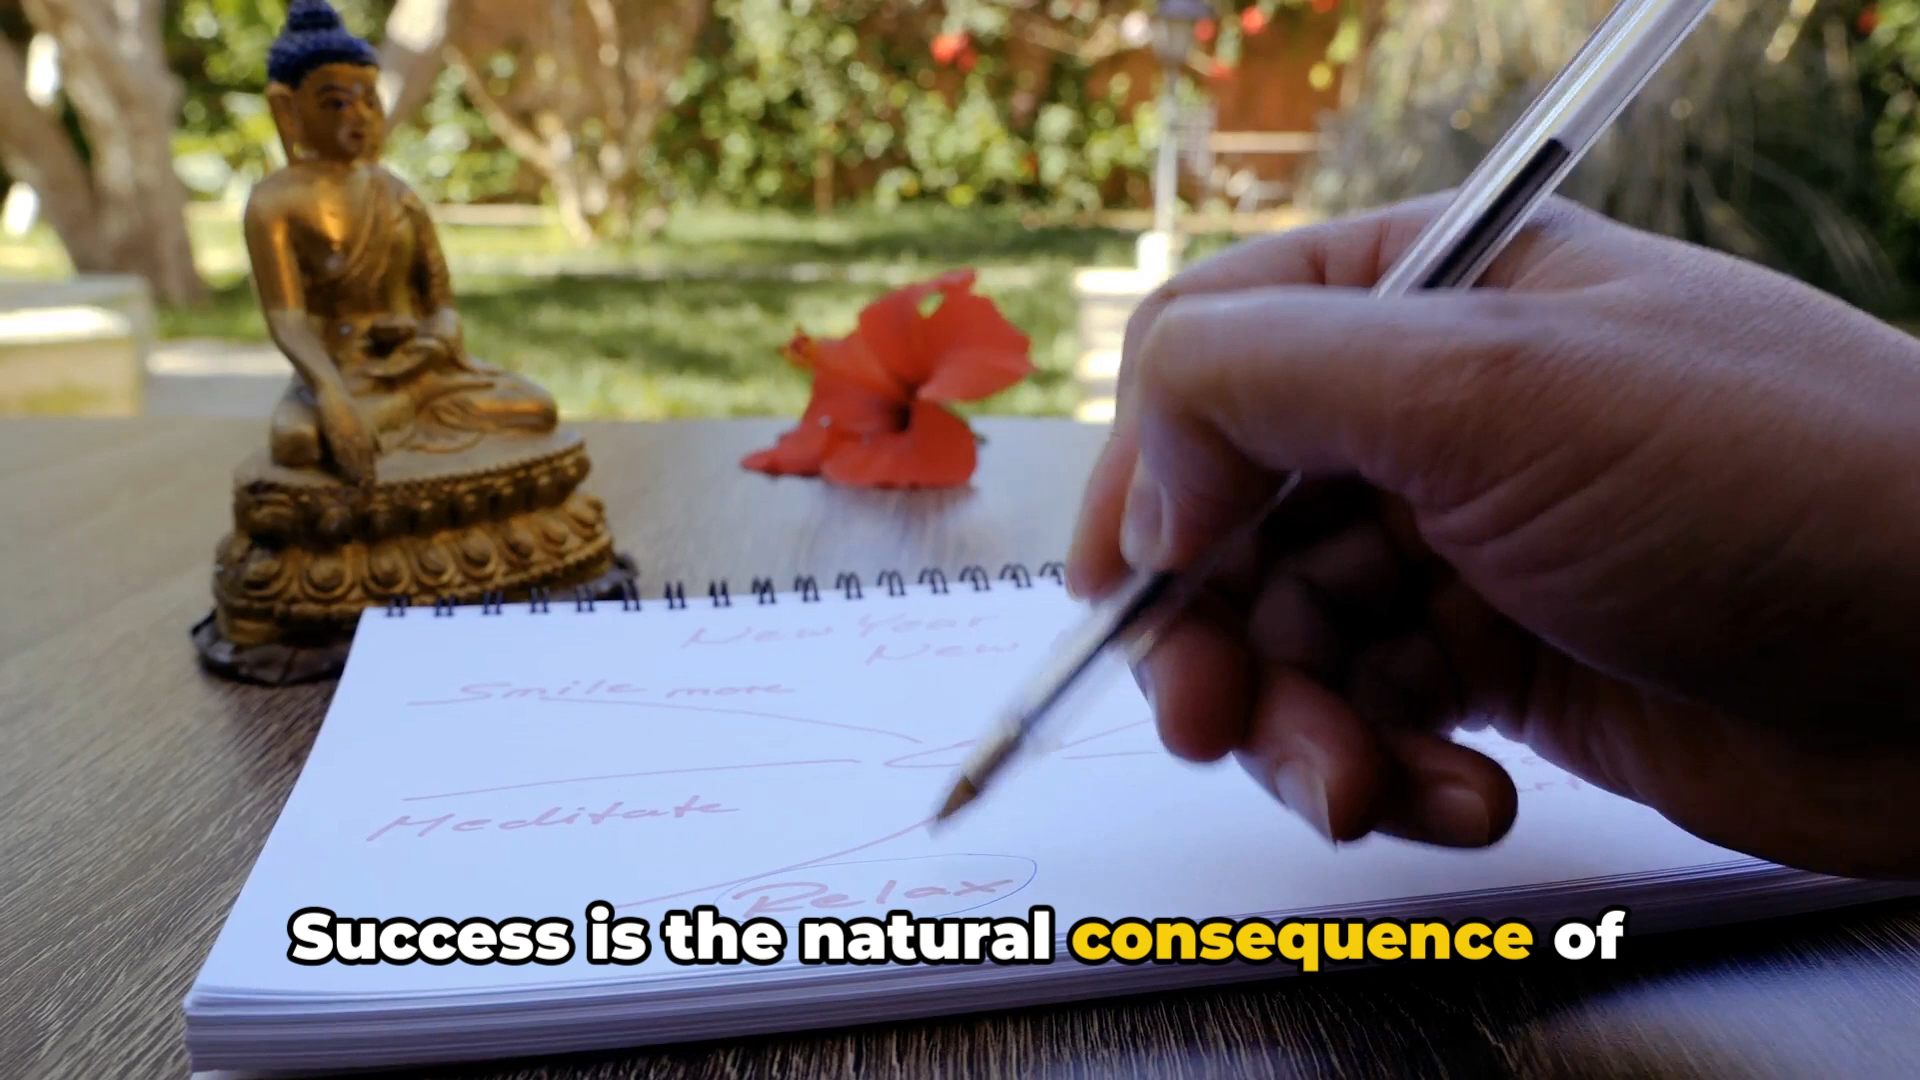 New Year
New
Smile more
Meditate
Relax
Success is the natural consequence of